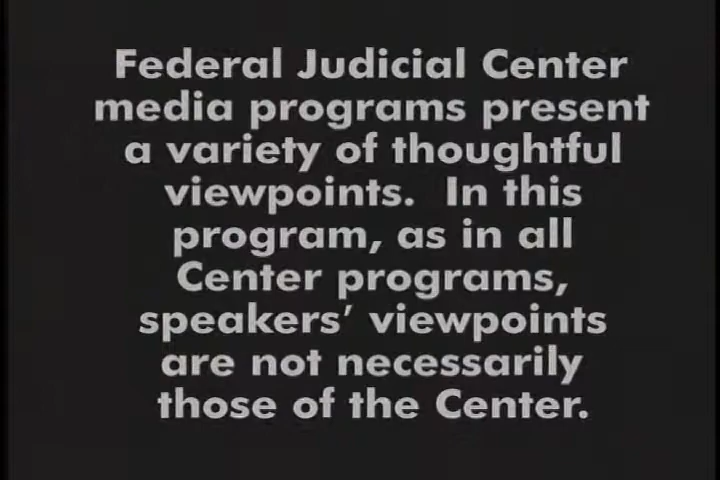 Federal Judicial Center
media programs present
a variety of thoughtful
viewpoints.  In this
program, as in all
Center programs,
speakers’ viewpoints
are not necessarily
those of the Center.